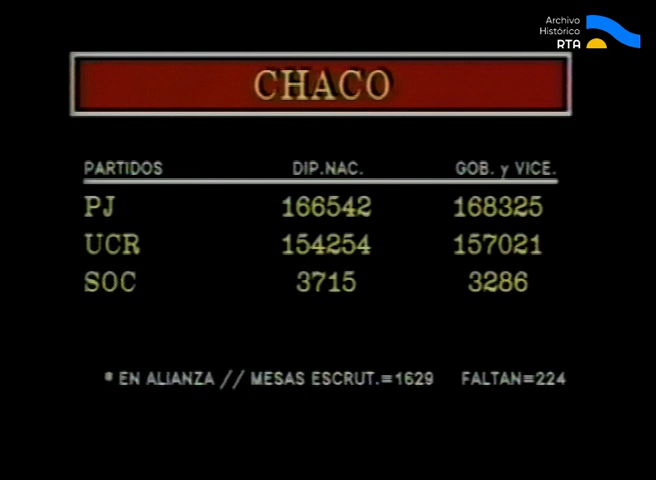 Archivo
Histórico
RTA
CHACO
PARTIDOS DIP.NAC. GOB. y VICE.
PJ 166542 168325
UCR 154254 157021
SOC 3715 3286
* EN ALIANZA // MESAS ESCRUT.=1629 FALTAN=224